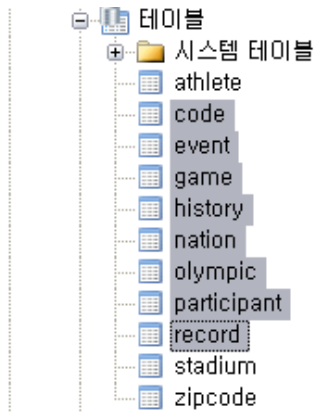 테이블
시스템 테이블
athlete
code
event
game
history
nation
olympic
participant
record
stadium
zipcode